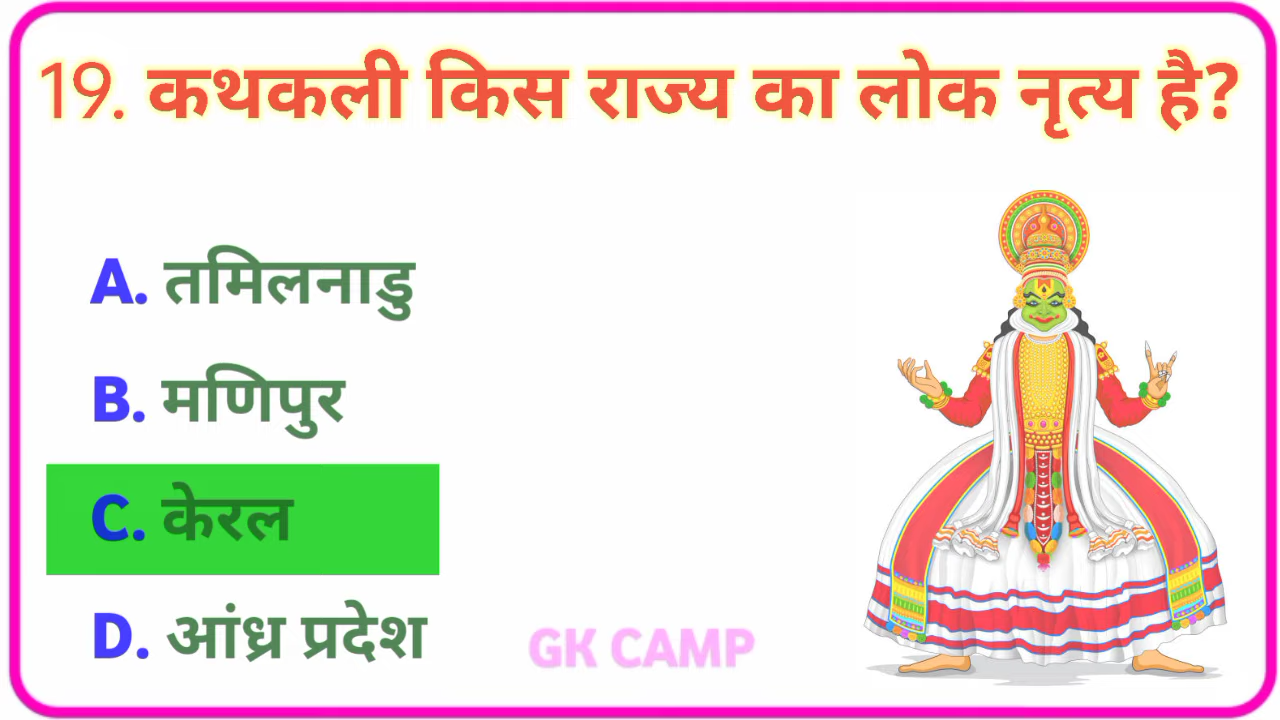 19. कथकली किस राज्य का लोक नृत्य है?
A. तमिलनाडु
B. मणिपुर
C. केरल
D. आंध्र प्रदेश
GK CAMP